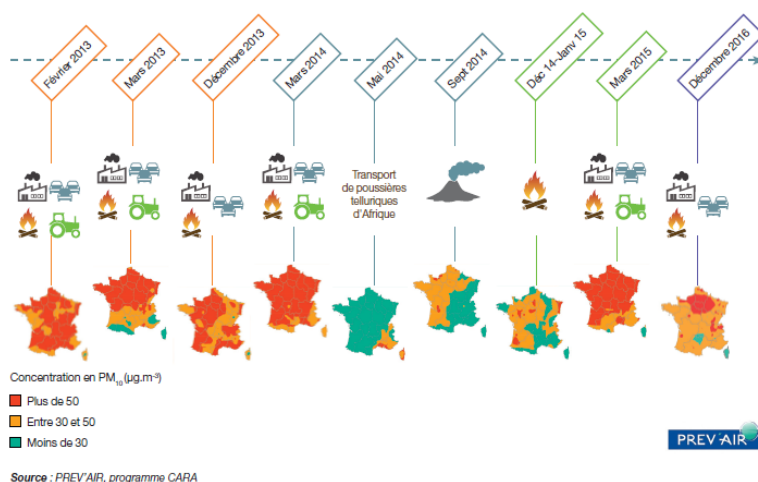 Février 2013
Mars 2013
Décembre 2013
Mars 2014
Mai 2014
Sept 2014
Déc 14-Janv 15
Mars 2015
Décembre 2016
Transport
de poussières
telluriques
d'Afrique
Concentration en PM₁₀ (µg.m⁻³)
Plus de 50
Entre 30 et 50
Moins de 30
PREV'AIR
Source : PREV'AIR, programme CARA